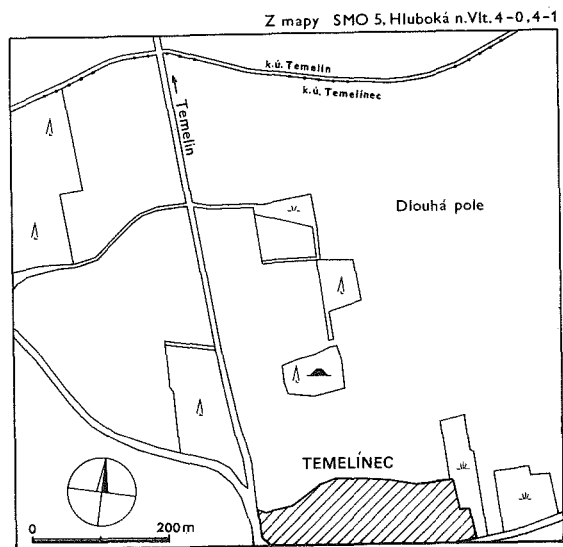 Z mapy SMO 5, Hluboká n.Vlt. 4-0, 4-1
k.ú. Temelín
k.ú. Temelínec
Temelín
Dlouhá pole
TEMELÍNEC
0 200 m